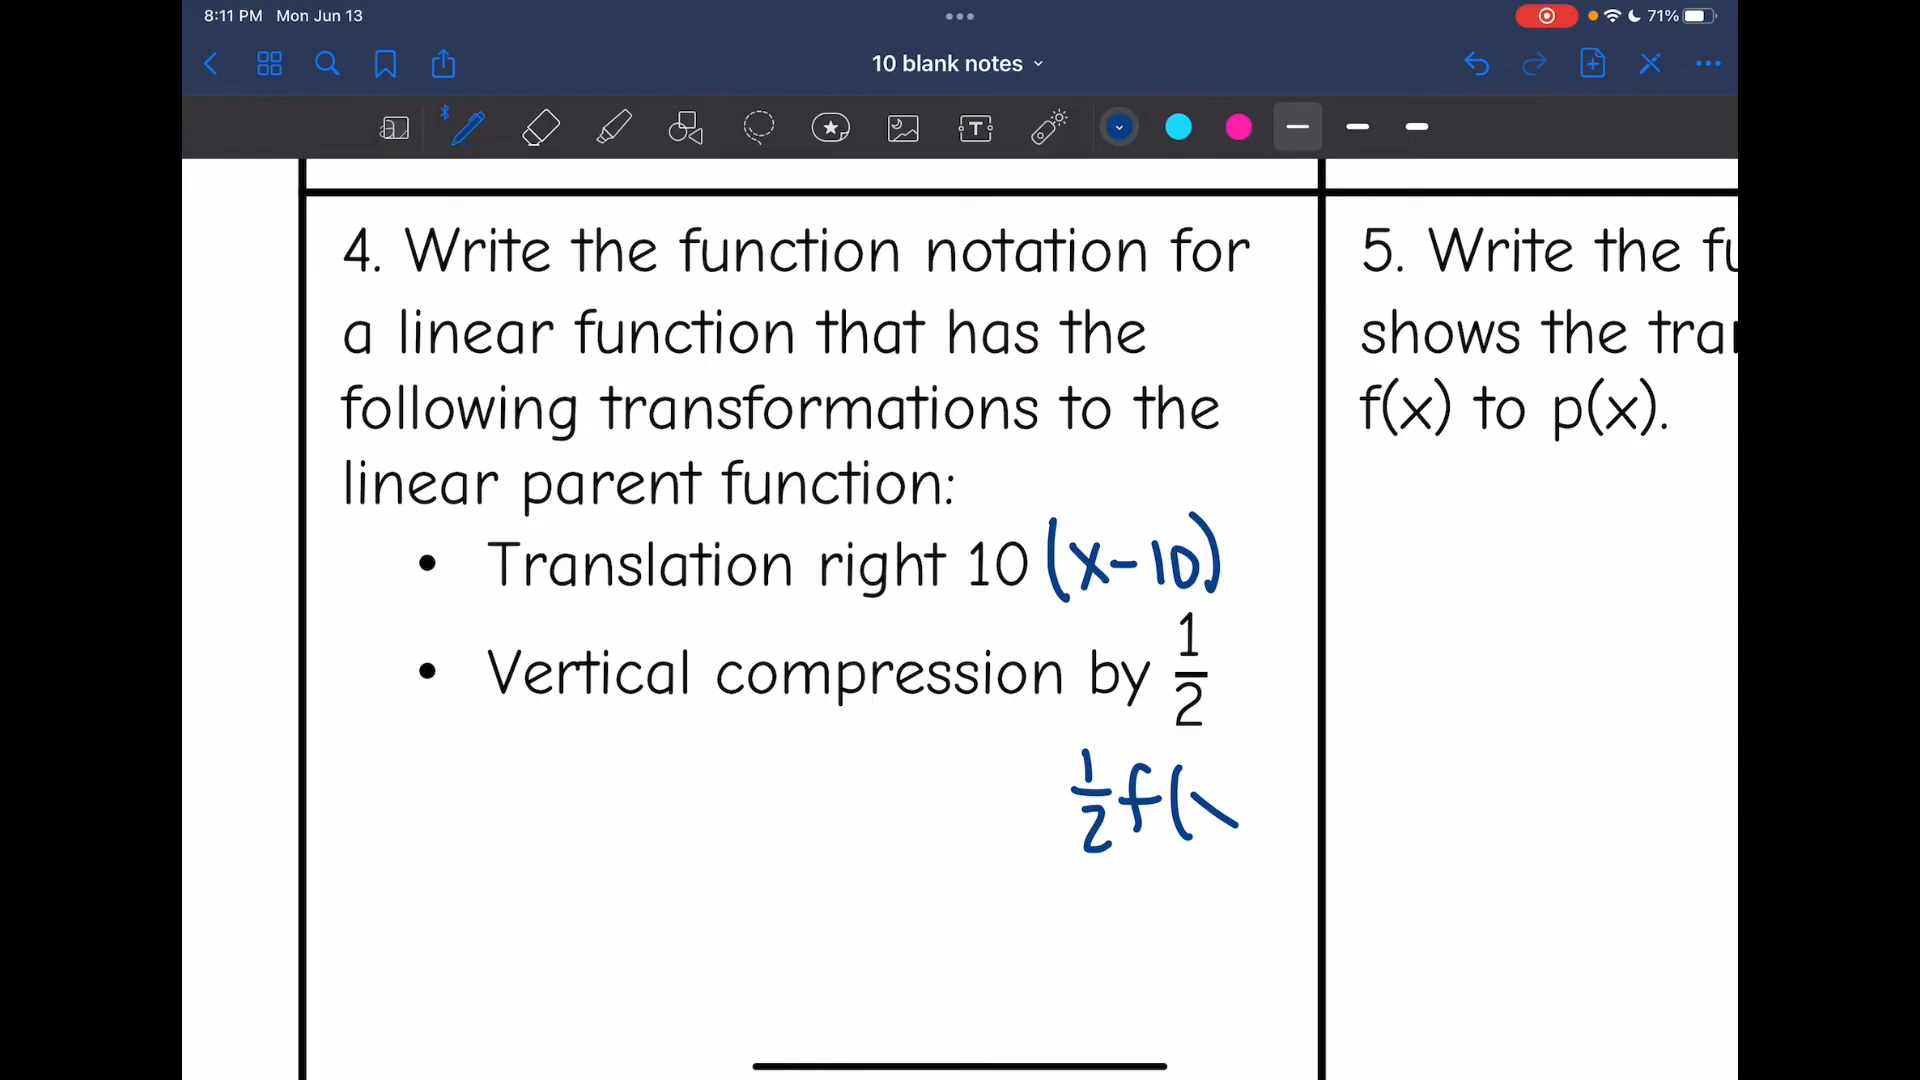 8:11 PM Mon Jun 13
71%
10 blank notes
4. Write the function notation for
a linear function that has the
following transformations to the
linear parent function:
• Translation right 10 (x-10)
• Vertical compression by 1/2
1/2 f(
5. Write the fu
shows the tra
f(x) to p(x).